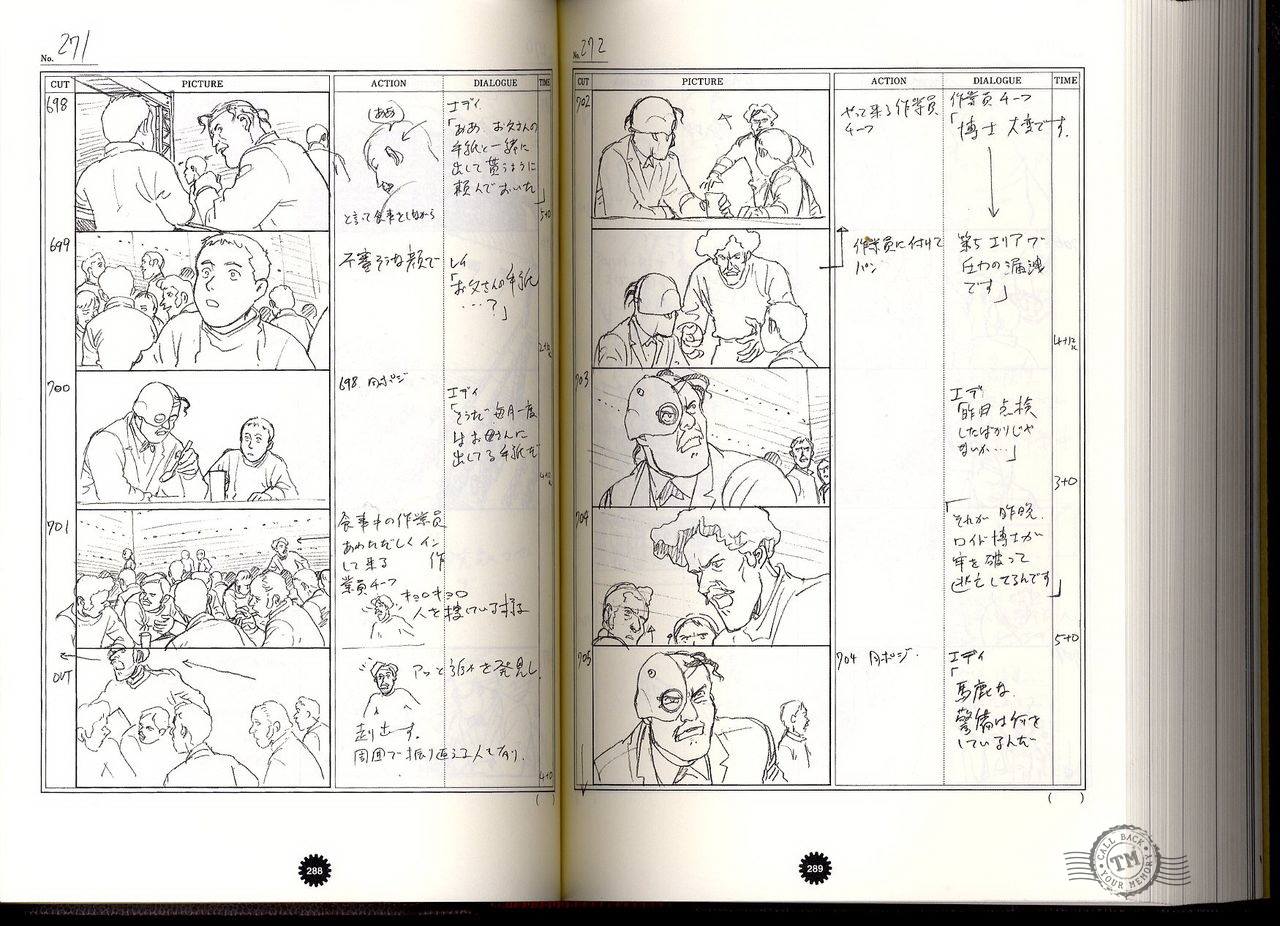 No. 271
CUT PICTURE ACTION DIALOGUE TIME
698
(ああ)
と言って食事をしながら
エディ
「ああ お父さんの
手紙と一緒に
出して貰うように
頼んでおいた」
5+0
699
不審そうな顔で
レイ
「お父さんの手紙
・・・?」
700
698 同ポジ
エディ
「そうだ 毎月一度
はお母さんに
出してる手紙だ
701
食事中の作業員
あわただしく イン
して来る 作
業員チーフ
キョロキョロ
人を捜している様子
OUT
アッと を発見し
走り出す。
周囲で振り返る人もあり。
4+0
( )
288
No. 272
CUT PICTURE ACTION DIALOGUE TIME
702
やって来る作業員
チーフ
作業員 チーフ
「博士 大変です。
作業員に付けて
パン
第5エリアで
圧力の漏洩
です」
4+12
703
エディ
「昨日 点検
したばかりじゃ
ないか・・・」
3+0
704
「それが 昨晩、
ロイド博士が
牢を破って
逃亡してるんです」
5+0
705
704 同ポジ.
エディ
「
馬鹿な
警備は何を
しているんだ
( )
289
CALL BACK
TM
YOUR MEMORY